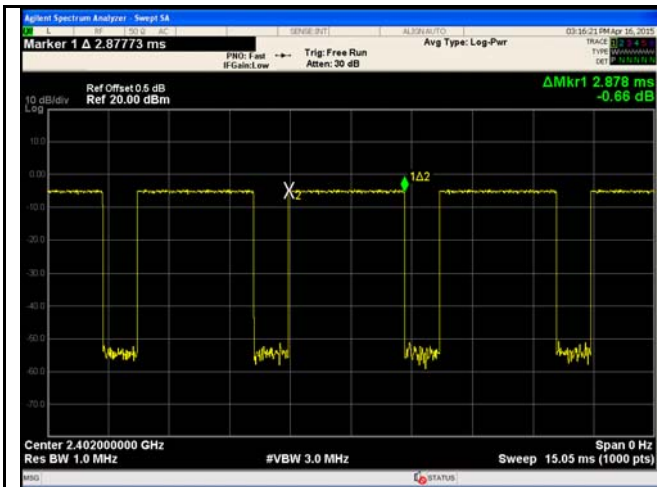 Agilent Spectrum Analyzer - Swept SA
L RF 50 Ω AC SENSE:INT ALIGN AUTO 03:16:21 PM Apr 16, 2015
Marker 1 Δ 2.87773 ms
PNO: Fast
IFGain:Low
Trig: Free Run
Atten: 30 dB
Avg Type: Log-Pwr
TRACE 1 2 3 4 5 6
TYPE
DET P N N N N N
Ref Offset 0.5 dB
10 dB/div Ref 20.00 dBm
Log
ΔMkr1 2.878 ms
-0.66 dB
10.0
0.00
-10.0
-20.0
-30.0
-40.0
-50.0
-60.0
-70.0
X2
1Δ2
Center 2.402000000 GHz Span 0 Hz
Res BW 1.0 MHz #VBW 3.0 MHz Sweep 15.05 ms (1000 pts)
MSG STATUS